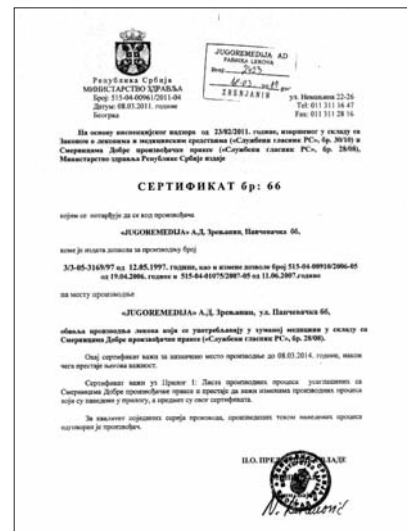 Република Србија
МИНИСТАРСТВО ЗДРАВЉА
Број: 515-04-00961/2011-04
Датум: 08.03.2011. године
Београд
JUGOREMEDIJA AD
FABRIKA LEKOVA
Broj 2423
ZRENJANIN
ул. Немањина 22-26
Tel: 011 311 16 47
Fax: 011 311 28 16
На основу инспекцијског надзора од 23/02/2011. године, извршеног у складу са
Законом о лековима и медицинским средствима («Службени гласник РС», бр. 30/10) и
Смерницама Добре произвођачке праксе («Службени гласник РС», бр. 28/08),
Министарство здравља Републике Србије издаје
СЕРТИФИКАТ бр: 66
којим се потврђује да се код произвођача
«JUGOREMEDIJA» А.Д. Зрењанин, Панчевачка бб,
коме је издата дозвола за производњу број
3/3-05-3169/97 од 12.05.1997. године, као и измене дозволе број 515-04-00910/2006-05
од 19.04.2006. године и 515-04-01075/2007-05 од 11.06.2007.године
на месту производње
«JUGOREMEDIJA» А.Д. Зрењанин, ул. Панчевачка бб,
обавља производња лекова који се употребљавају у хуманој медицини у складу са
Смерницама Добре произвођачке праксе («Службени гласник РС», бр. 28/08).
Овај сертификат важи за назначено место производње до 08.03.2014. године, након
чега престаје његова важност.
Сертификат важи уз Прилог 1: Листа производних процеса усаглашених са
Смерницама Добре произвођачке праксе и престаје да важи изменама производних процеса
који су наведени у прилогу, а предмет су овог сертификата.
За квалитет појединих серија производа, произведених током наведених процеса
одговоран је произвођач.
П.О. ВЛАДЕ